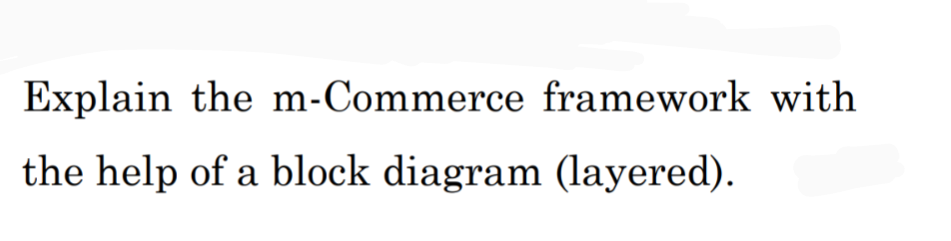 Explain the m-Commerce framework with
the help of a block diagram (layered).